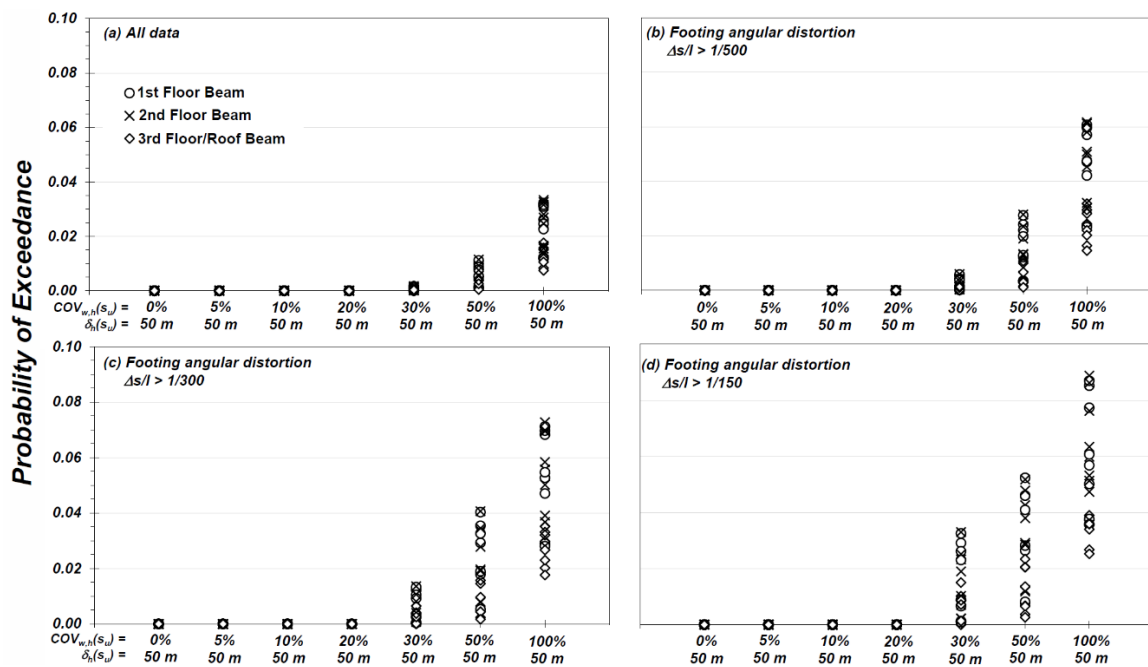 Probability of Exceedance
0.10
0.08
0.06
0.04
0.02
0.00
(a) All data
1st Floor Beam
2nd Floor Beam
3rd Floor/Roof Beam
COVw,h(su) = 0% 5% 10% 20% 30% 50% 100%
δh(su) = 50 m 50 m 50 m 50 m 50 m 50 m 50 m
(b) Footing angular distortion
Δs/l > 1/500
0% 5% 10% 20% 30% 50% 100%
50 m 50 m 50 m 50 m 50 m 50 m 50 m
0.10
0.08
0.06
0.04
0.02
0.00
(c) Footing angular distortion
Δs/l > 1/300
COVw,h(su) = 0% 5% 10% 20% 30% 50% 100%
δh(su) = 50 m 50 m 50 m 50 m 50 m 50 m 50 m
(d) Footing angular distortion
Δs/l > 1/150
0% 5% 10% 20% 30% 50% 100%
50 m 50 m 50 m 50 m 50 m 50 m 50 m